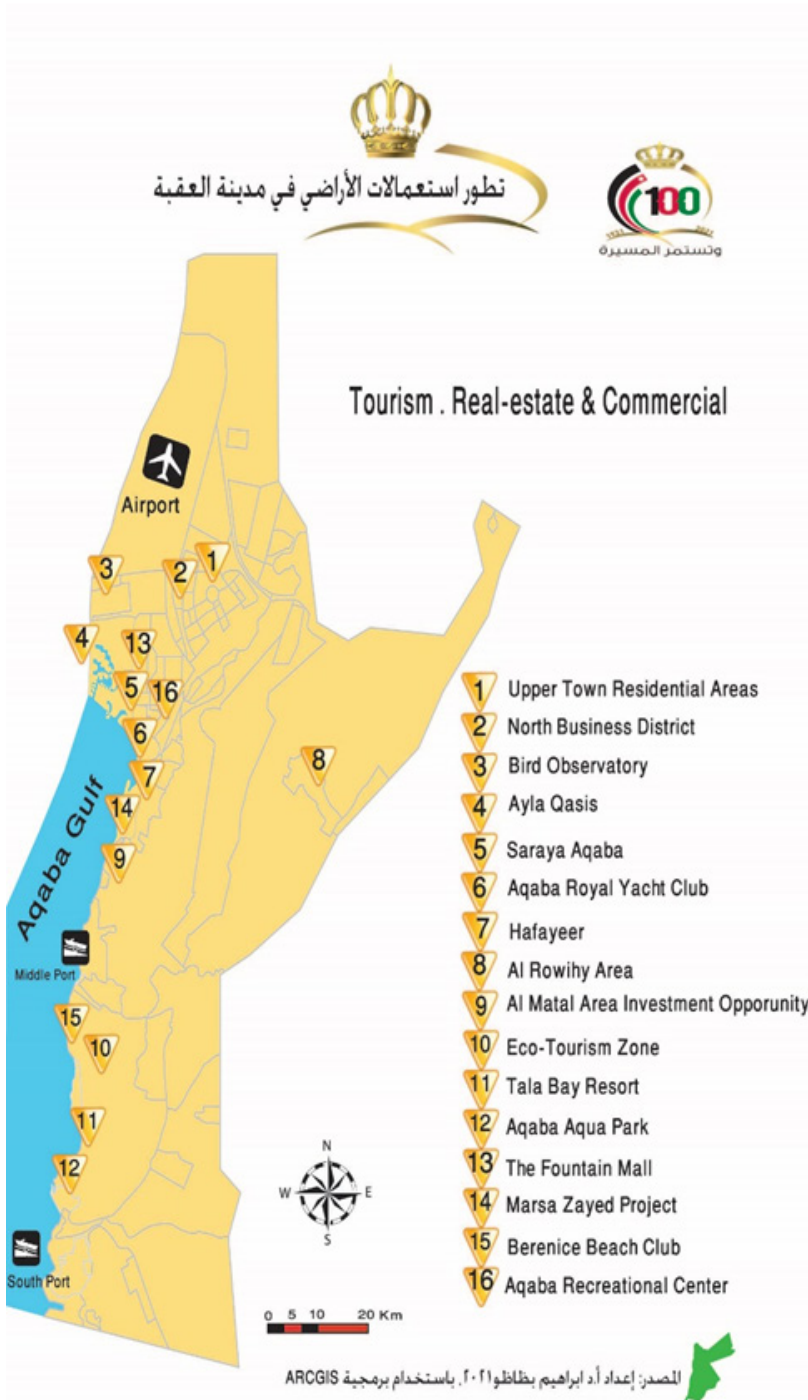 تطور استعمالات الأراضي في مدينة العقبة
100
وتستمر المسيرة
Tourism . Real-estate & Commercial
Airport
3
2
1
4
13
5
16
6
7
8
14
9
Aqaba Gulf
Middle Port
15
10
11
12
South Port
1 Upper Town Residential Areas
2 North Business District
3 Bird Observatory
4 Ayla Qasis
5 Saraya Aqaba
6 Aqaba Royal Yacht Club
7 Hafayeer
8 Al Rowihy Area
9 Al Matal Area Investment Opporunity
10 Eco-Tourism Zone
11 Tala Bay Resort
12 Aqaba Aqua Park
13 The Fountain Mall
14 Marsa Zayed Project
15 Berenice Beach Club
16 Aqaba Recreational Center
N
W E
S
0 5 10 20 Km
المصدر: إعداد أ.د ابراهيم بظاظو٢٠٢١. باستخدام برمجية ARCGIS